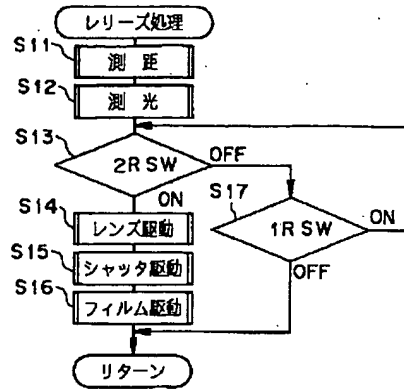 レリーズ処理
S11
測距
S12
測光
S13
2R SW
OFF
ON
S17
1R SW
ON
OFF
S14
レンズ駆動
S15
シャッタ駆動
S16
フィルム駆動
リターン